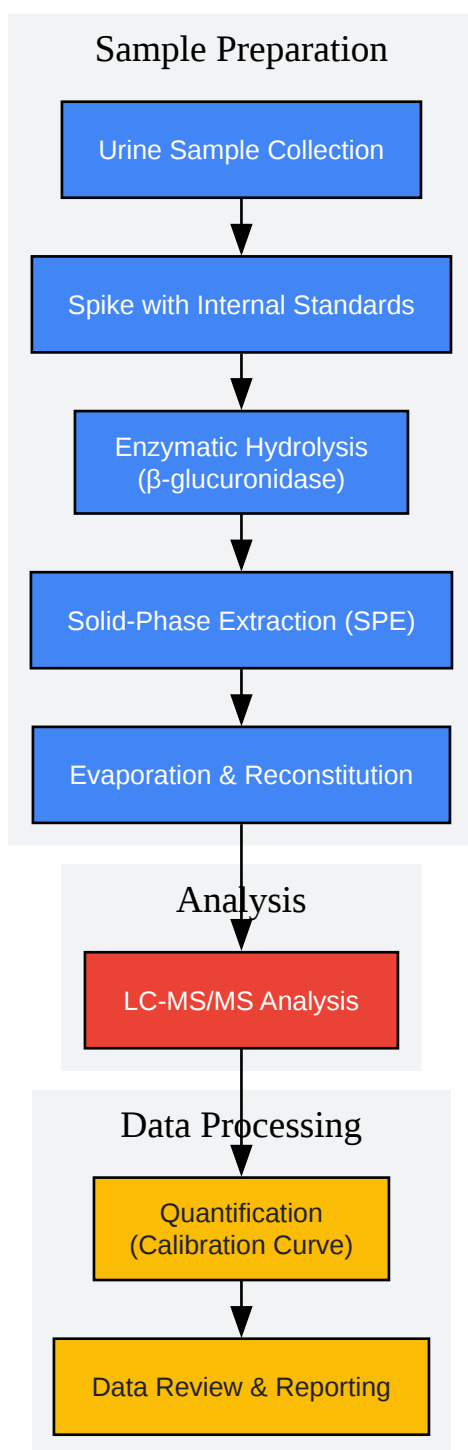 Sample Preparation
Urine Sample Collection
Spike with Internal Standards
Enzymatic Hydrolysis
(β-glucuronidase)
Solid-Phase Extraction (SPE)
Evaporation & Reconstitution
Analysis
LC-MS/MS Analysis
Data Processing
Quantification
(Calibration Curve)
Data Review & Reporting